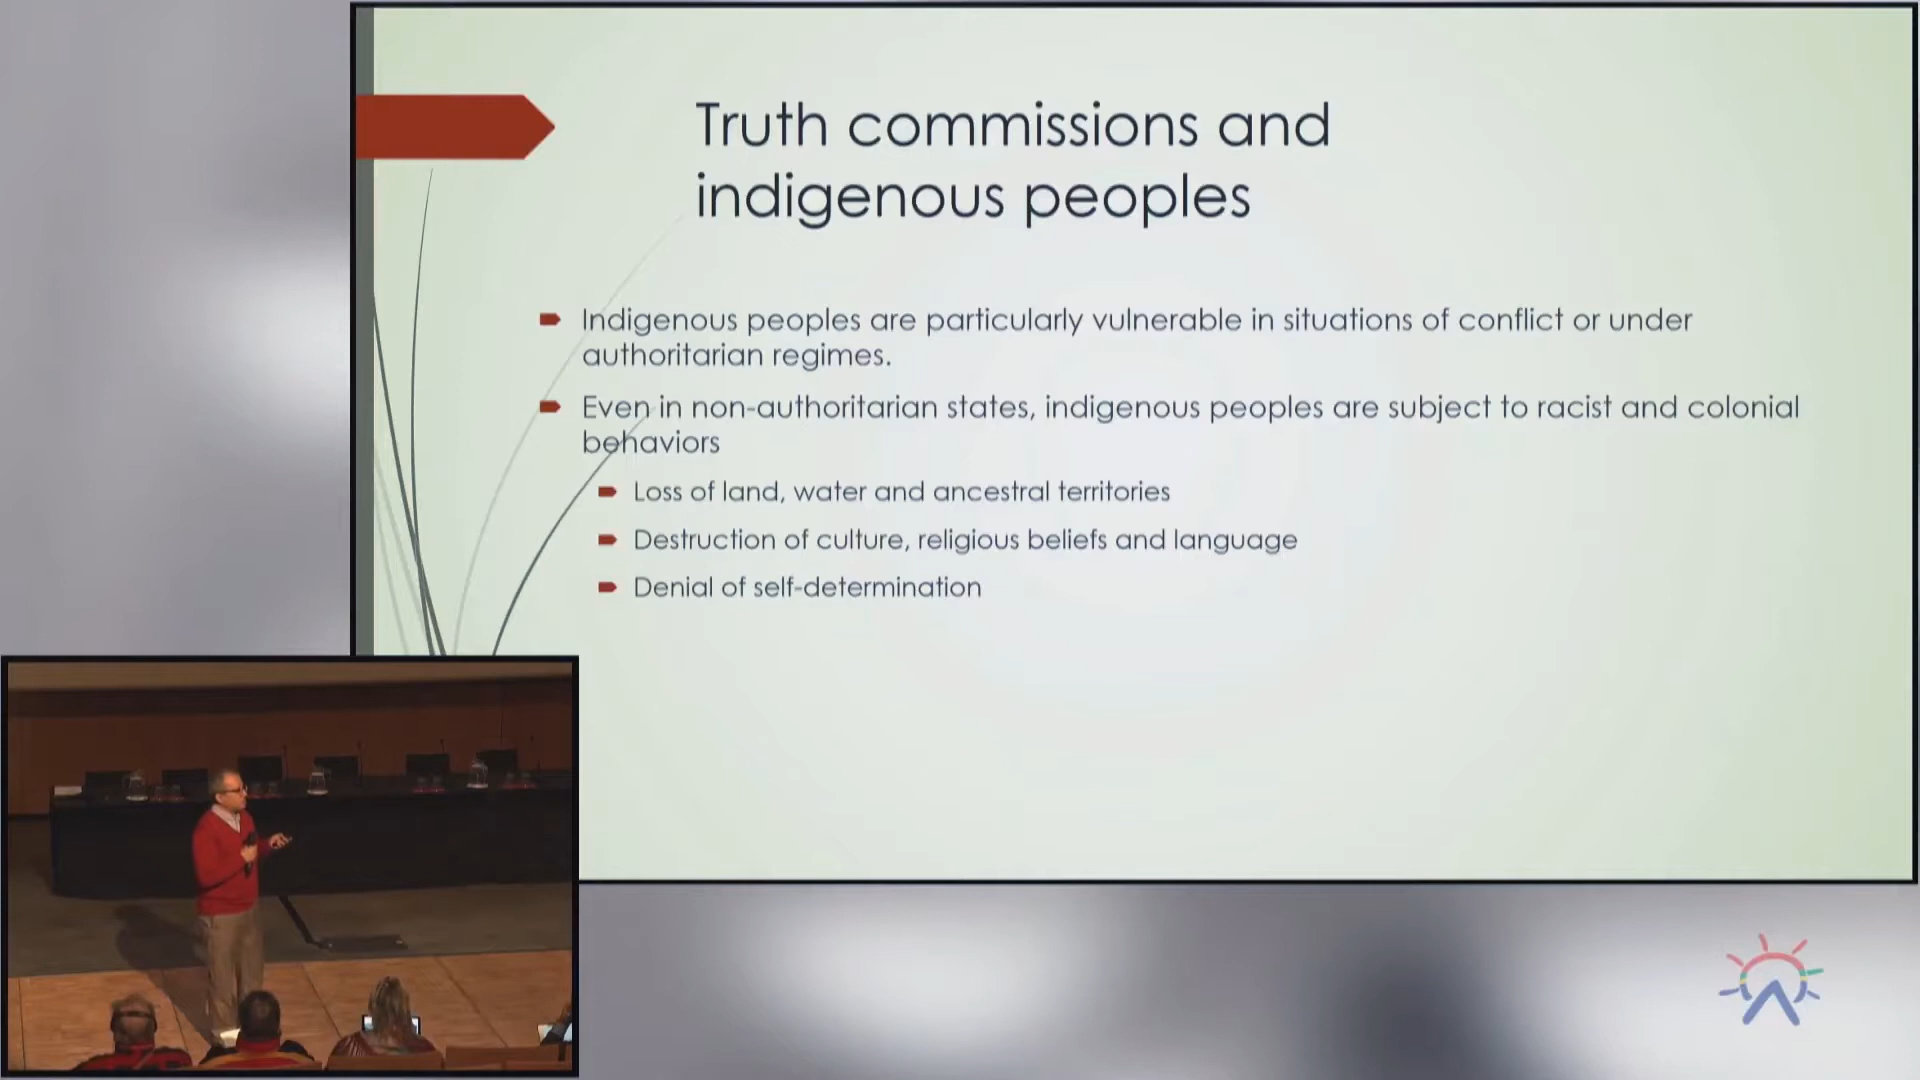 Truth commissions and
indigenous peoples
Indigenous peoples are particularly vulnerable in situations of conflict or under
authoritarian regimes.
Even in non-authoritarian states, indigenous peoples are subject to racist and colonial
behaviors
Loss of land, water and ancestral territories
Destruction of culture, religious beliefs and language
Denial of self-determination